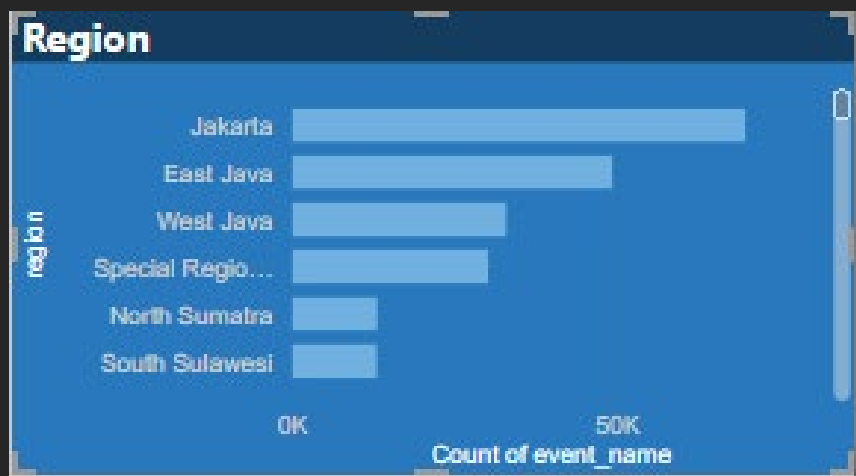 Region
region
Jakarta
East Java
West Java
Special Regio...
North Sumatra
South Sulawesi
0K 50K
Count of event_name